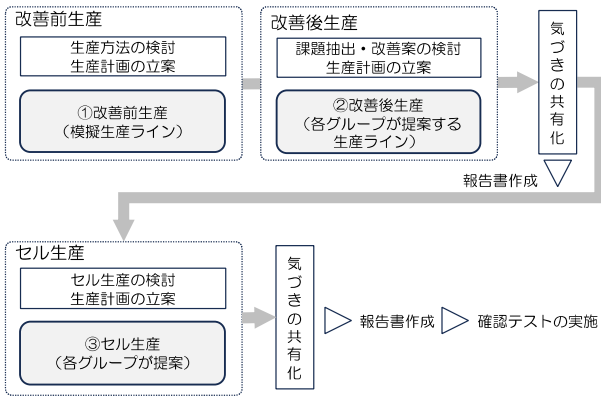 改善前生産
生産方法の検討
生産計画の立案
①改善前生産
（模擬生産ライン）
改善後生産
課題抽出・改善案の検討
生産計画の立案
②改善後生産
（各グループが提案する
生産ライン）
気づきの共有化
報告書作成
セル生産
セル生産の検討
生産計画の立案
③セル生産
（各グループが提案）
気づきの共有化
報告書作成
確認テストの実施